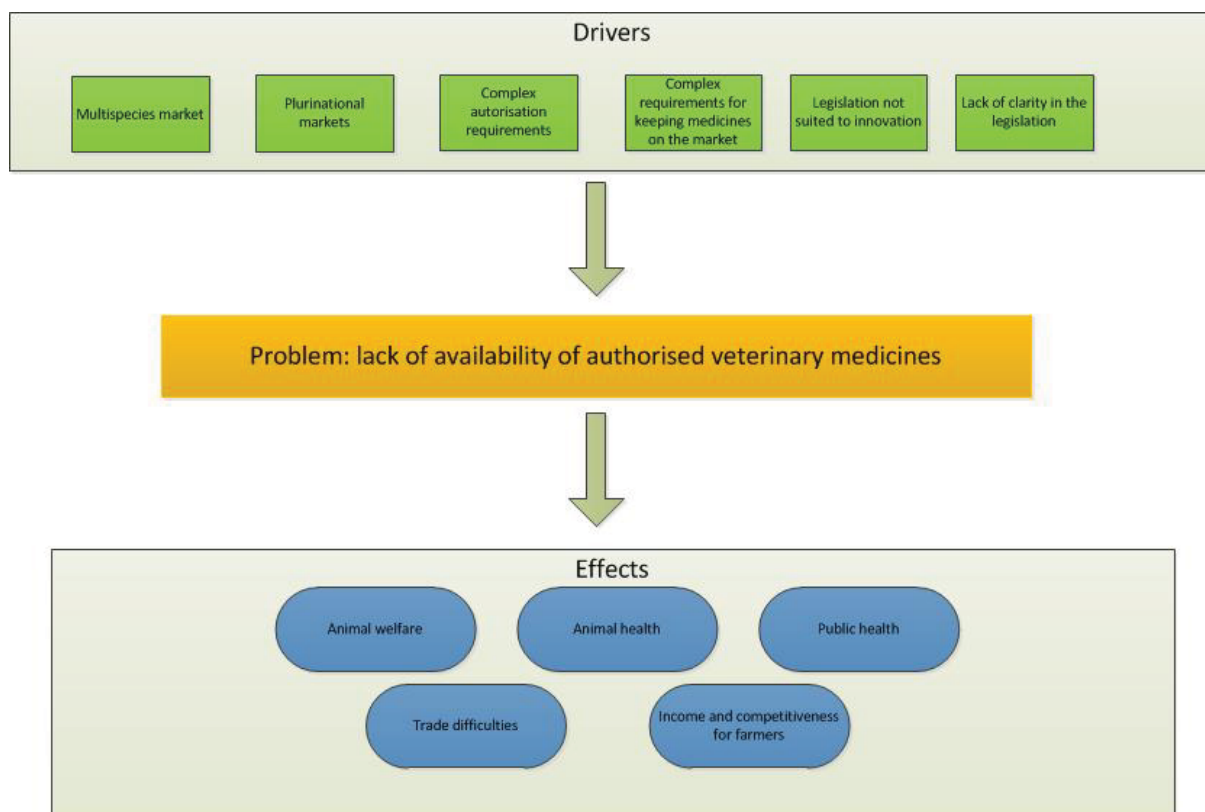 Drivers
Multispecies market
Plurinational
markets
Complex
autorisation
requirements
Complex
requirements for
keeping medicines
on the market
Legislation not
suited to innovation
Lack of clarity in the
legislation
Problem: lack of availability of authorised veterinary medicines
Effects
Animal welfare
Animal health
Public health
Trade difficulties
Income and competitiveness
for farmers